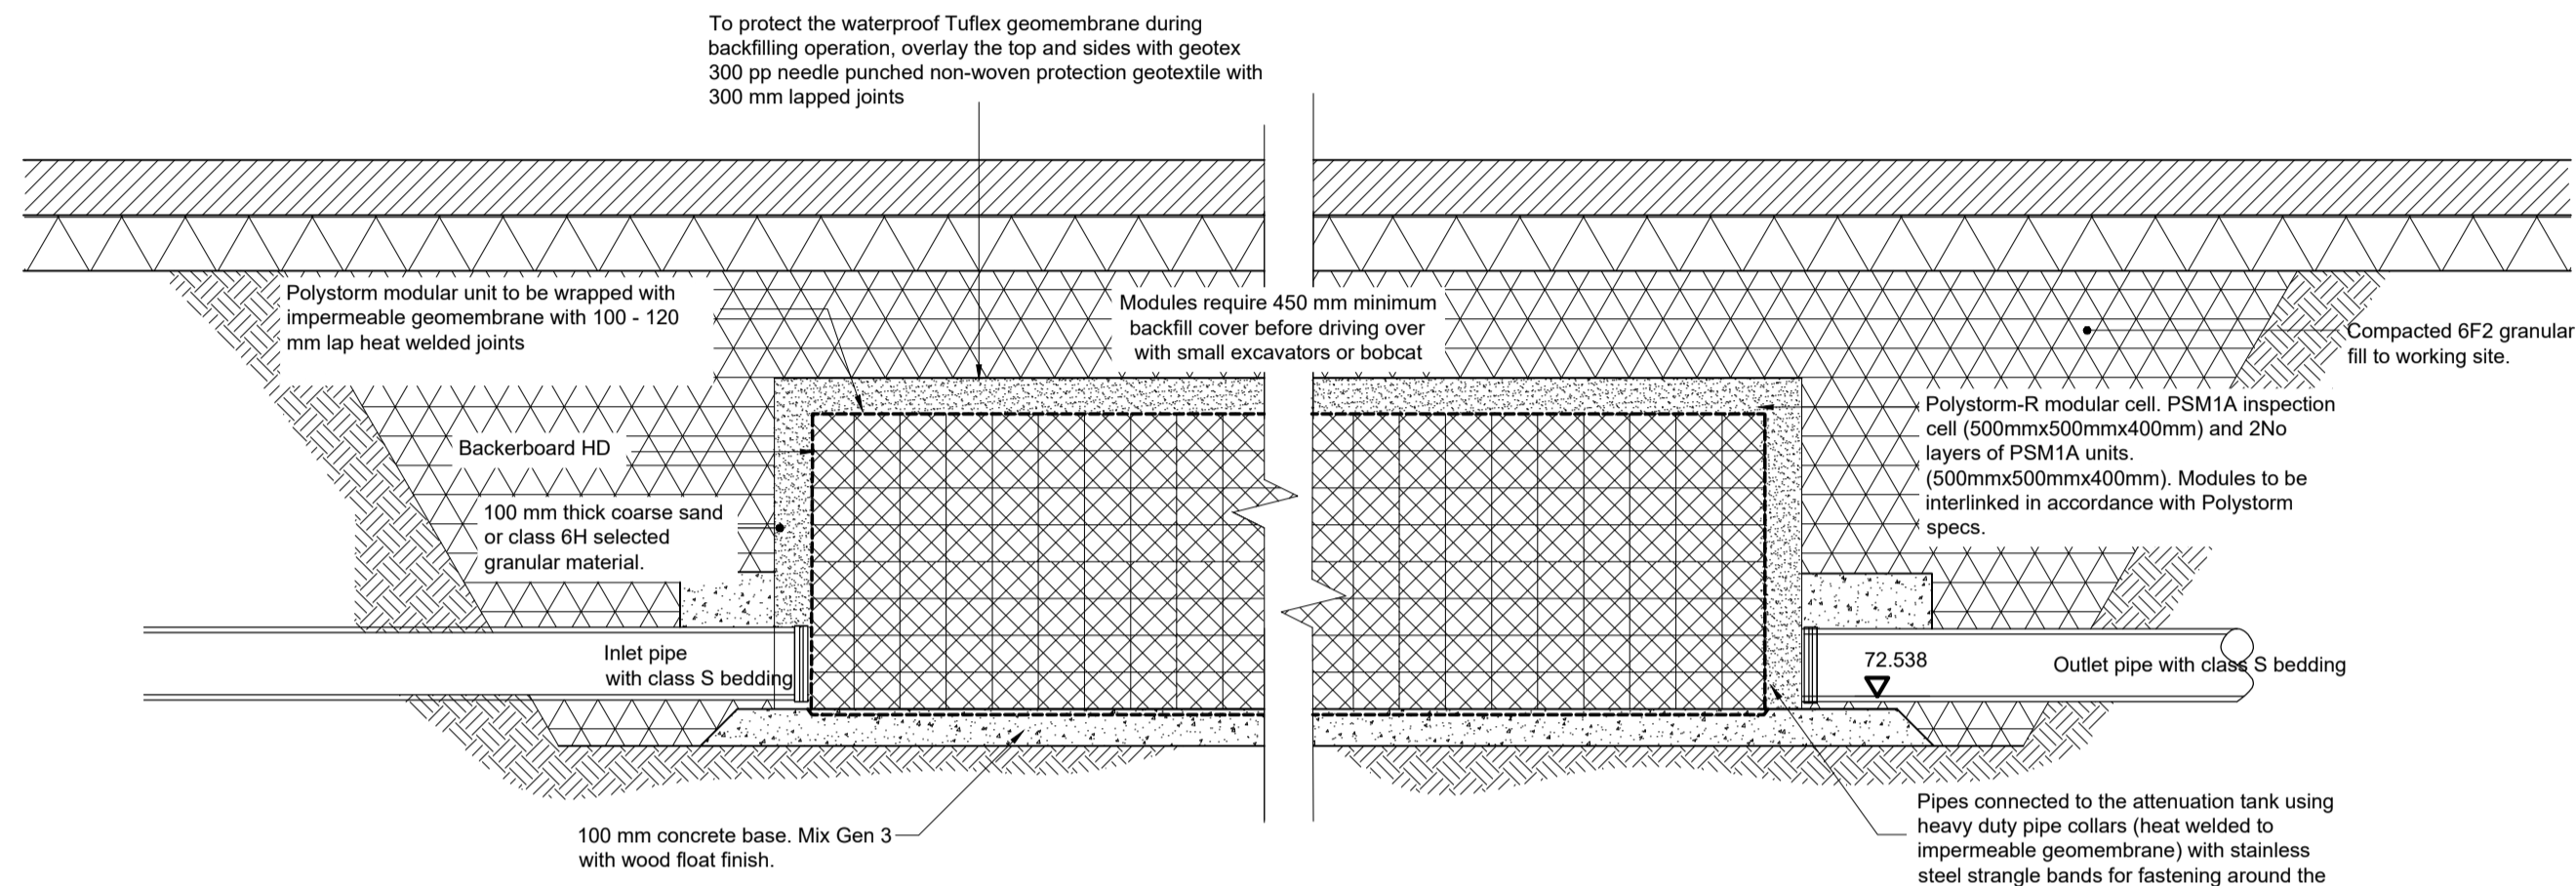 To protect the waterproof Tuflex geomembrane during
backfilling operation, overlay the top and sides with geotex
300 pp needle punched non-woven protection geotextile with
300 mm lapped joints
Polystorm modular unit to be wrapped with
impermeable geomembrane with 100 - 120
mm lap heat welded joints
Modules require 450 mm minimum
backfill cover before driving over
with small excavators or bobcat
Compacted 6F2 granular
fill to working site.
Backerboard HD
100 mm thick coarse sand
or class 6H selected
granular material.
Polystorm-R modular cell. PSM1A inspection
cell (500mmx500mmx400mm) and 2No
layers of PSM1A units.
(500mmx500mmx400mm). Modules to be
interlinked in accordance with Polystorm
specs.
Inlet pipe
with class S bedding
72.538
Outlet pipe with class S bedding
100 mm concrete base. Mix Gen 3
with wood float finish.
Pipes connected to the attenuation tank using
heavy duty pipe collars (heat welded to
impermeable geomembrane) with stainless
steel strangle bands for fastening around the